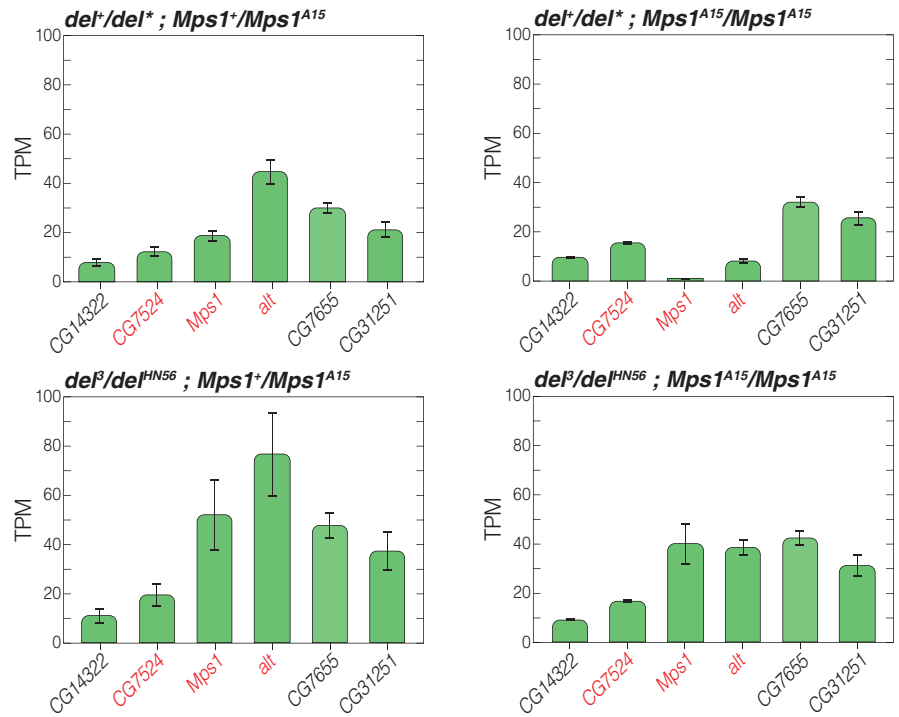 del⁺/del* ; Mps1⁺/Mps1ᴬ¹⁵
100
80
60
40
20
0
TPM
CG14322
CG7524
Mps1
alt
CG7655
CG31251
del⁺/del* ; Mps1ᴬ¹⁵/Mps1ᴬ¹⁵
100
80
60
40
20
0
TPM
CG14322
CG7524
Mps1
alt
CG7655
CG31251
del³/delᴴᴺ⁵⁶ ; Mps1⁺/Mps1ᴬ¹⁵
100
80
60
40
20
0
TPM
CG14322
CG7524
Mps1
alt
CG7655
CG31251
del³/delᴴᴺ⁵⁶ ; Mps1ᴬ¹⁵/Mps1ᴬ¹⁵
100
80
60
40
20
0
TPM
CG14322
CG7524
Mps1
alt
CG7655
CG31251